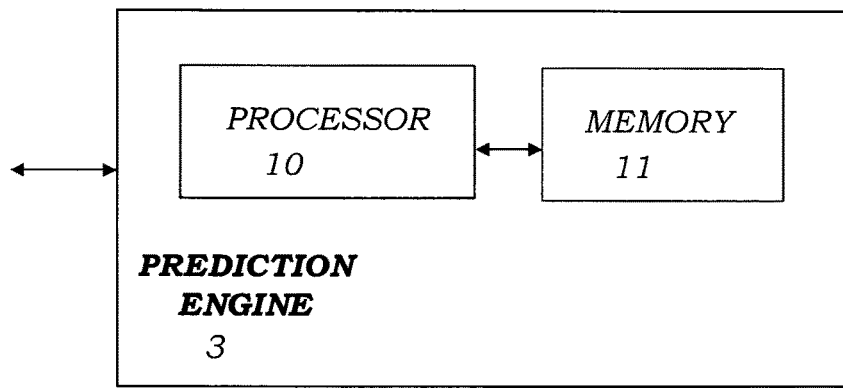 PROCESSOR
10
MEMORY
11
PREDICTION
ENGINE
3